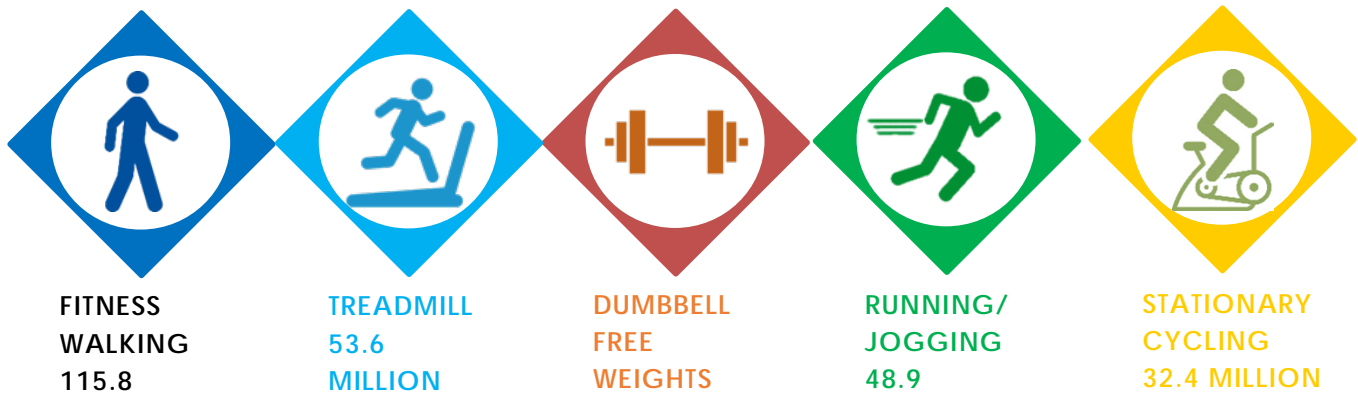 FITNESS
WALKING
115.8
TREADMILL
53.6
MILLION
DUMBBELL
FREE
WEIGHTS
RUNNING/
JOGGING
48.9
STATIONARY
CYCLING
32.4 MILLION